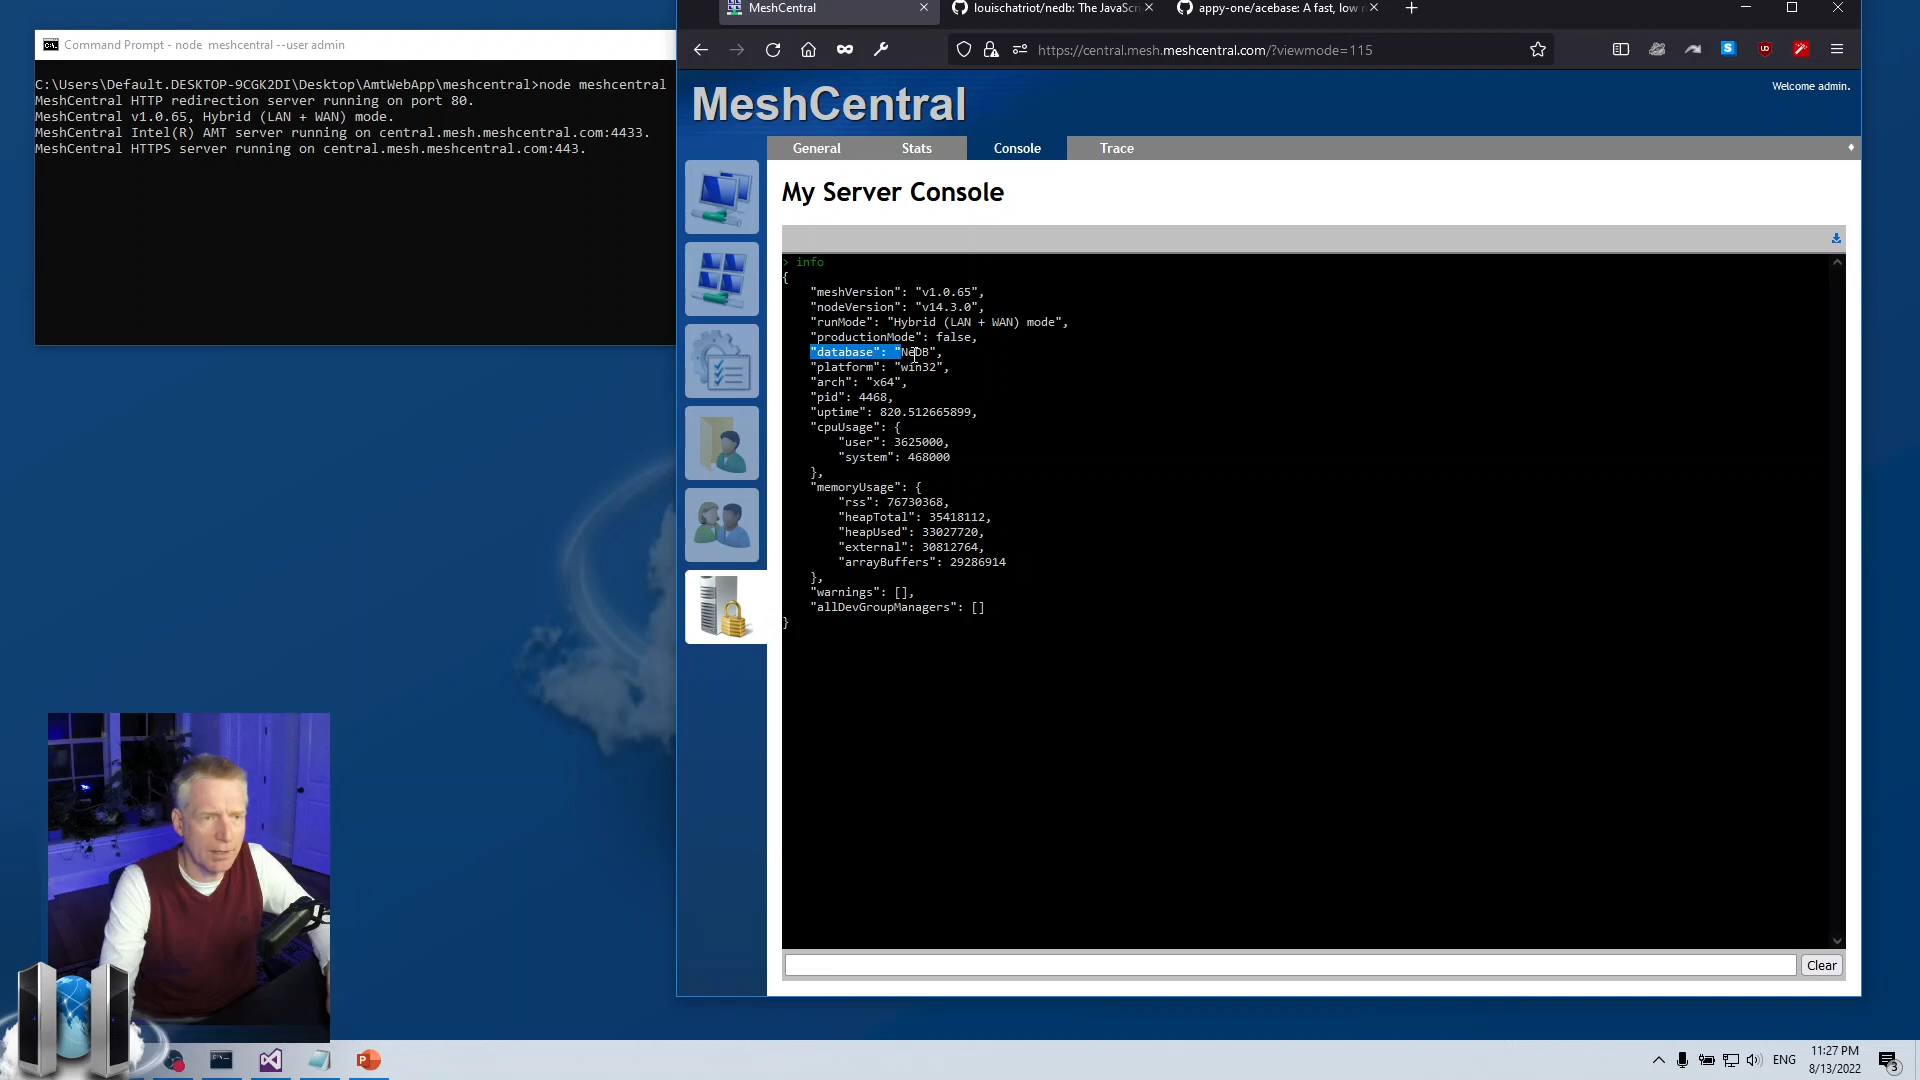 Command Prompt - node  meshcentral --user admin
C:\Users\Default.DESKTOP-9CGK2DI\Desktop\AmtWebApp\meshcentral>node meshcentral
MeshCentral HTTP redirection server running on port 80.
MeshCentral v1.0.65, Hybrid (LAN + WAN) mode.
MeshCentral Intel(R) AMT server running on central.mesh.meshcentral.com:4433.
MeshCentral HTTPS server running on central.mesh.meshcentral.com:443.
MeshCentral
louischatriot/nedb: The JavaScri
appy-one/acebase: A fast, low
https://central.mesh.meshcentral.com/?viewmode=115
MeshCentral
Welcome admin.
General
Stats
Console
Trace
My Server Console
> info
{
"meshVersion": "v1.0.65",
"nodeVersion": "v14.3.0",
"runMode": "Hybrid (LAN + WAN) mode",
"productionMode": false,
"database": "NeDB",
"platform": "win32",
"arch": "x64",
"pid": 4468,
"uptime": 820.512665899,
"cpuUsage": {
"user": 3625000,
"system": 468000
},
"memoryUsage": {
"rss": 76730368,
"heapTotal": 35418112,
"heapUsed": 33027720,
"external": 30812764,
"arrayBuffers": 29286914
},
"warnings": [],
"allDevGroupManagers": []
}
Clear
ENG
11:27 PM
8/13/2022
3